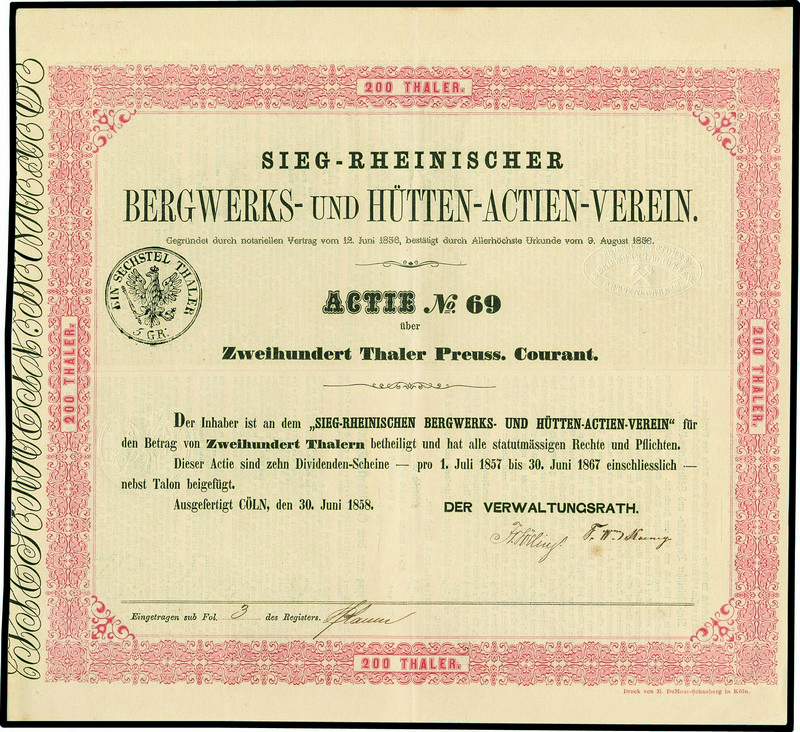 200 THALER.
SIEG-RHEINISCHER
BERGWERKS- UND HÜTTEN-ACTIEN-VEREIN.
Gegründet durch notariellen Vertrag vom 12. Juni 1856, bestätigt durch Allerhöchste Urkunde vom 9. August 1856.
EIN SECHSTEL THALER
5 GR.
ACTIE No. 69
über
Zweihundert Thaler Preuss. Courant.
200 THALER.
200 THALER.
Der Inhaber ist an dem „SIEG-RHEINISCHEN BERGWERKS- UND HÜTTEN-ACTIEN-VEREIN“ für
den Betrag von Zweihundert Thalern betheiligt und hat alle statutmässigen Rechte und Pflichten.
Dieser Actie sind zehn Dividenden-Scheine — pro 1. Juli 1857 bis 30. Juni 1867 einschliesslich —
nebst Talon beigefügt.
Ausgefertigt CÖLN, den 30. Juni 1858.
DER VERWALTUNGSRATH.
Eingetragen sub Fol. 3 des Registers.
200 THALER.
Druck von M. DuMont-Schauberg in Köln.